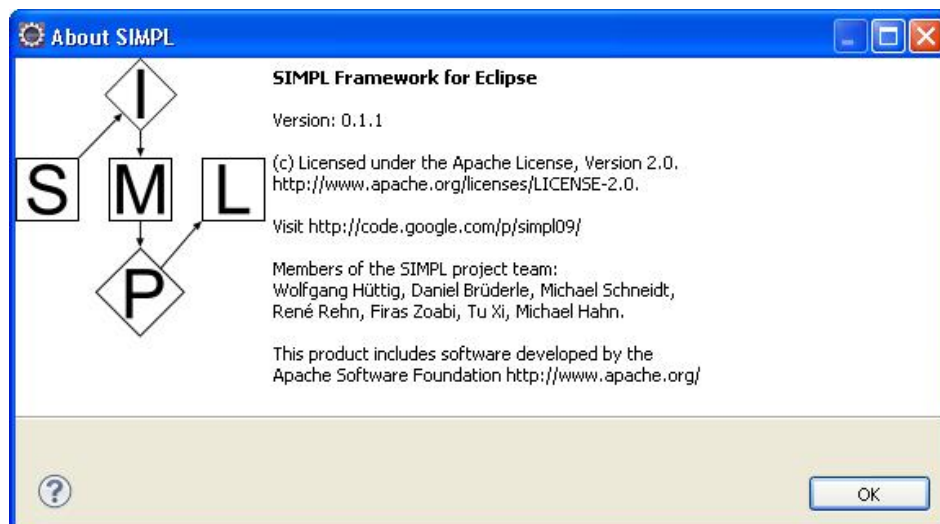 About SIMPL
I
S M L
P
SIMPL Framework for Eclipse
Version: 0.1.1
(c) Licensed under the Apache License, Version 2.0.
http://www.apache.org/licenses/LICENSE-2.0.
Visit http://code.google.com/p/simpl09/
Members of the SIMPL project team:
Wolfgang Hüttig, Daniel Brüderle, Michael Schneidt,
René Rehn, Firas Zoabi, Tu Xi, Michael Hahn.
This product includes software developed by the
Apache Software Foundation http://www.apache.org/
?
OK